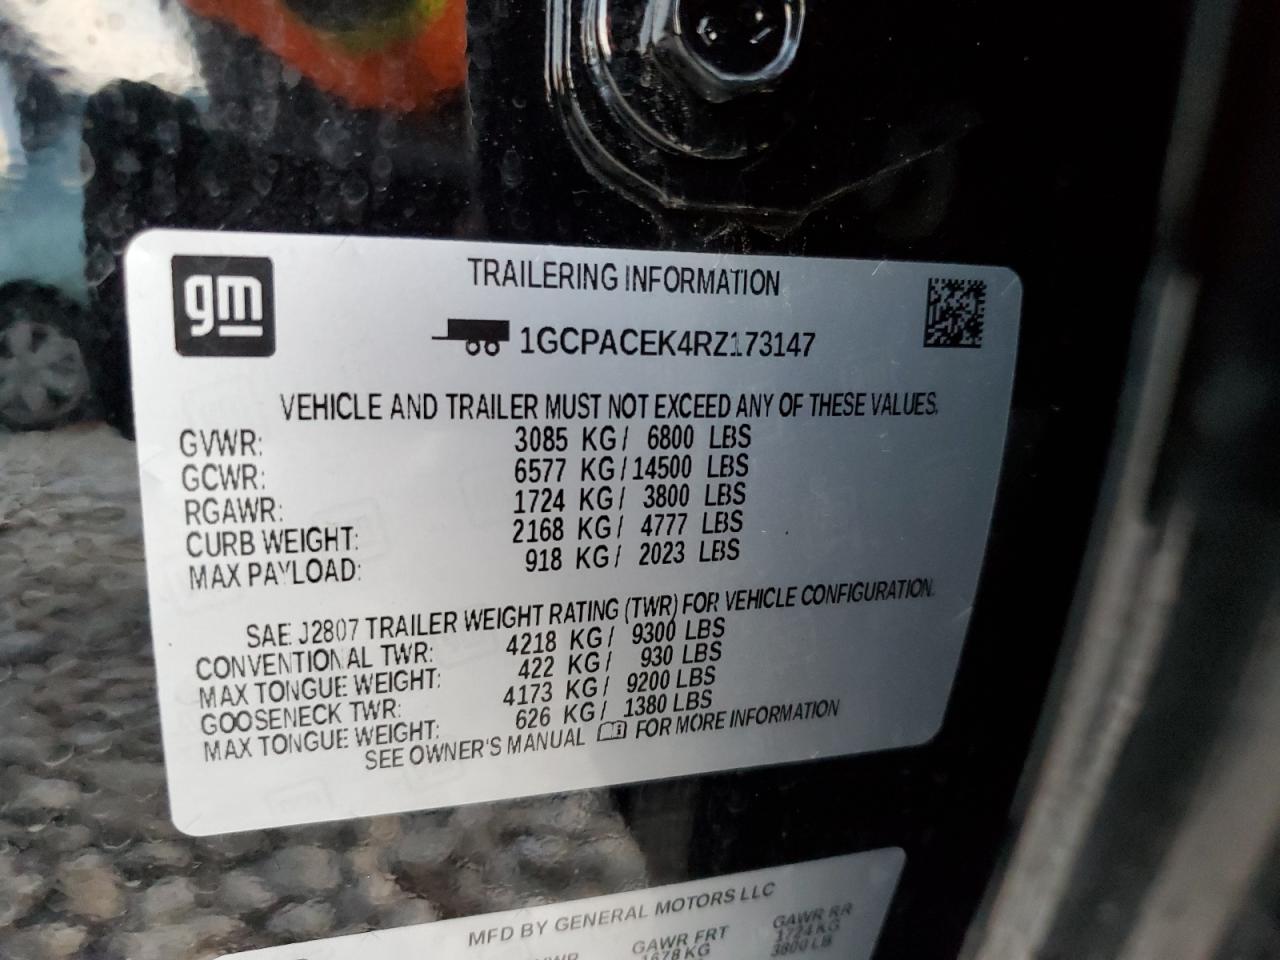 gm
TRAILERING INFORMATION
1GCPACEK4RZ173147
VEHICLE AND TRAILER MUST NOT EXCEED ANY OF THESE VALUES.
GVWR: 3085 KG / 6800 LBS
GCWR: 6577 KG / 14500 LBS
RGAWR: 1724 KG / 3800 LBS
CURB WEIGHT: 2168 KG / 4777 LBS
MAX PAYLOAD: 918 KG / 2023 LBS
SAE J2807 TRAILER WEIGHT RATING (TWR) FOR VEHICLE CONFIGURATION.
CONVENTIONAL TWR: 4218 KG / 9300 LBS
MAX TONGUE WEIGHT: 422 KG / 930 LBS
GOOSENECK TWR: 4173 KG / 9200 LBS
MAX TONGUE WEIGHT: 626 KG / 1380 LBS
SEE OWNER'S MANUAL FOR MORE INFORMATION
MFD BY GENERAL MOTORS LLC
GAWR FRT GAWR RR
1678 KG 1724 KG
3800 LB